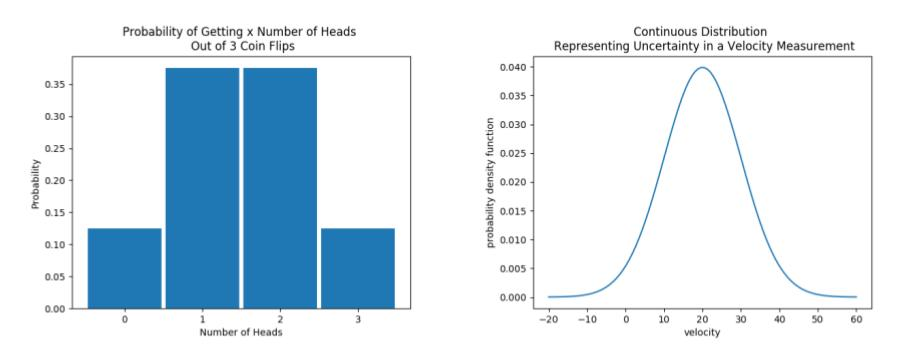 Probability of Getting x Number of Heads
Out of 3 Coin Flips
Probability
0.35
0.30
0.25
0.20
0.15
0.10
0.05
0.00
0 1 2 3
Number of Heads
Continuous Distribution
Representing Uncertainty in a Velocity Measurement
probability density function
0.040
0.035
0.030
0.025
0.020
0.015
0.010
0.005
0.000
−20 −10 0 10 20 30 40 50 60
velocity